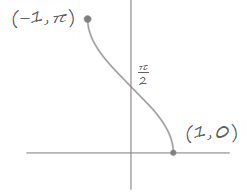 (-1, π)
π/2
(1, 0)